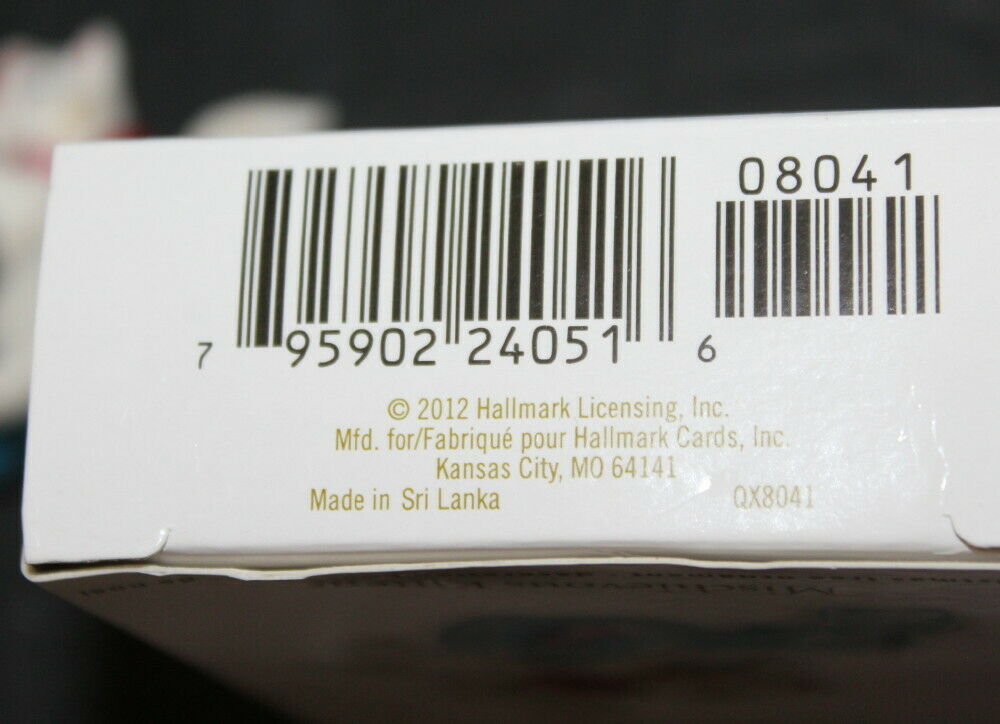 08041
7 95902 24051 6
© 2012 Hallmark Licensing, Inc.
Mfd. for/Fabriqué pour Hallmark Cards, Inc.
Kansas City, MO 64141
Made in Sri Lanka QX8041